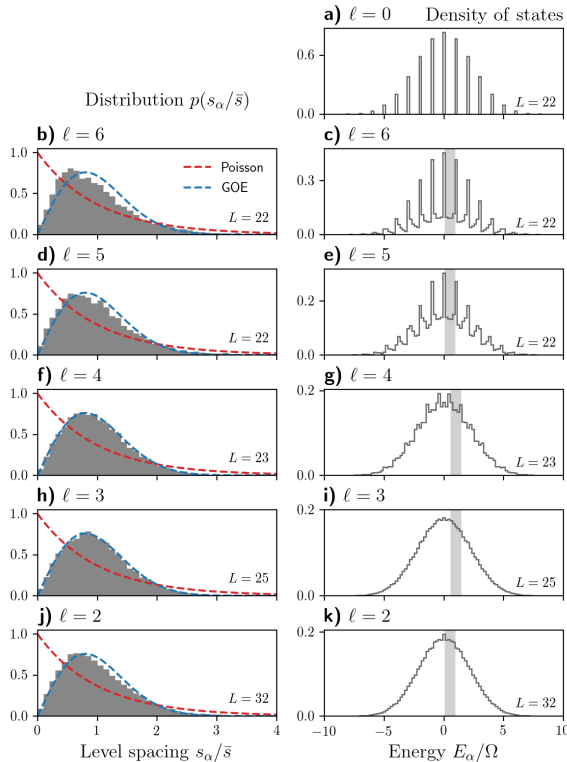 a) ℓ = 0 Density of states
0.6
0.0
L = 22
Distribution p(s_α/s̄)
b) ℓ = 6
1.0
0.5
0.0
Poisson
GOE
L = 22
0 1 2 3 4
c) ℓ = 6
0.3
0.0
L = 22
d) ℓ = 5
1.0
0.5
0.0
L = 22
e) ℓ = 5
0.2
0.0
L = 22
f) ℓ = 4
1.0
0.5
0.0
L = 23
g) ℓ = 4
0.2
0.0
L = 23
h) ℓ = 3
1.0
0.5
0.0
L = 25
i) ℓ = 3
0.2
0.0
L = 25
j) ℓ = 2
1.0
0.5
0.0
L = 32
0 1 2 3 4
Level spacing s_α/s̄
k) ℓ = 2
0.2
0.0
L = 32
−10 −5 0 5 10
Energy E_α/Ω